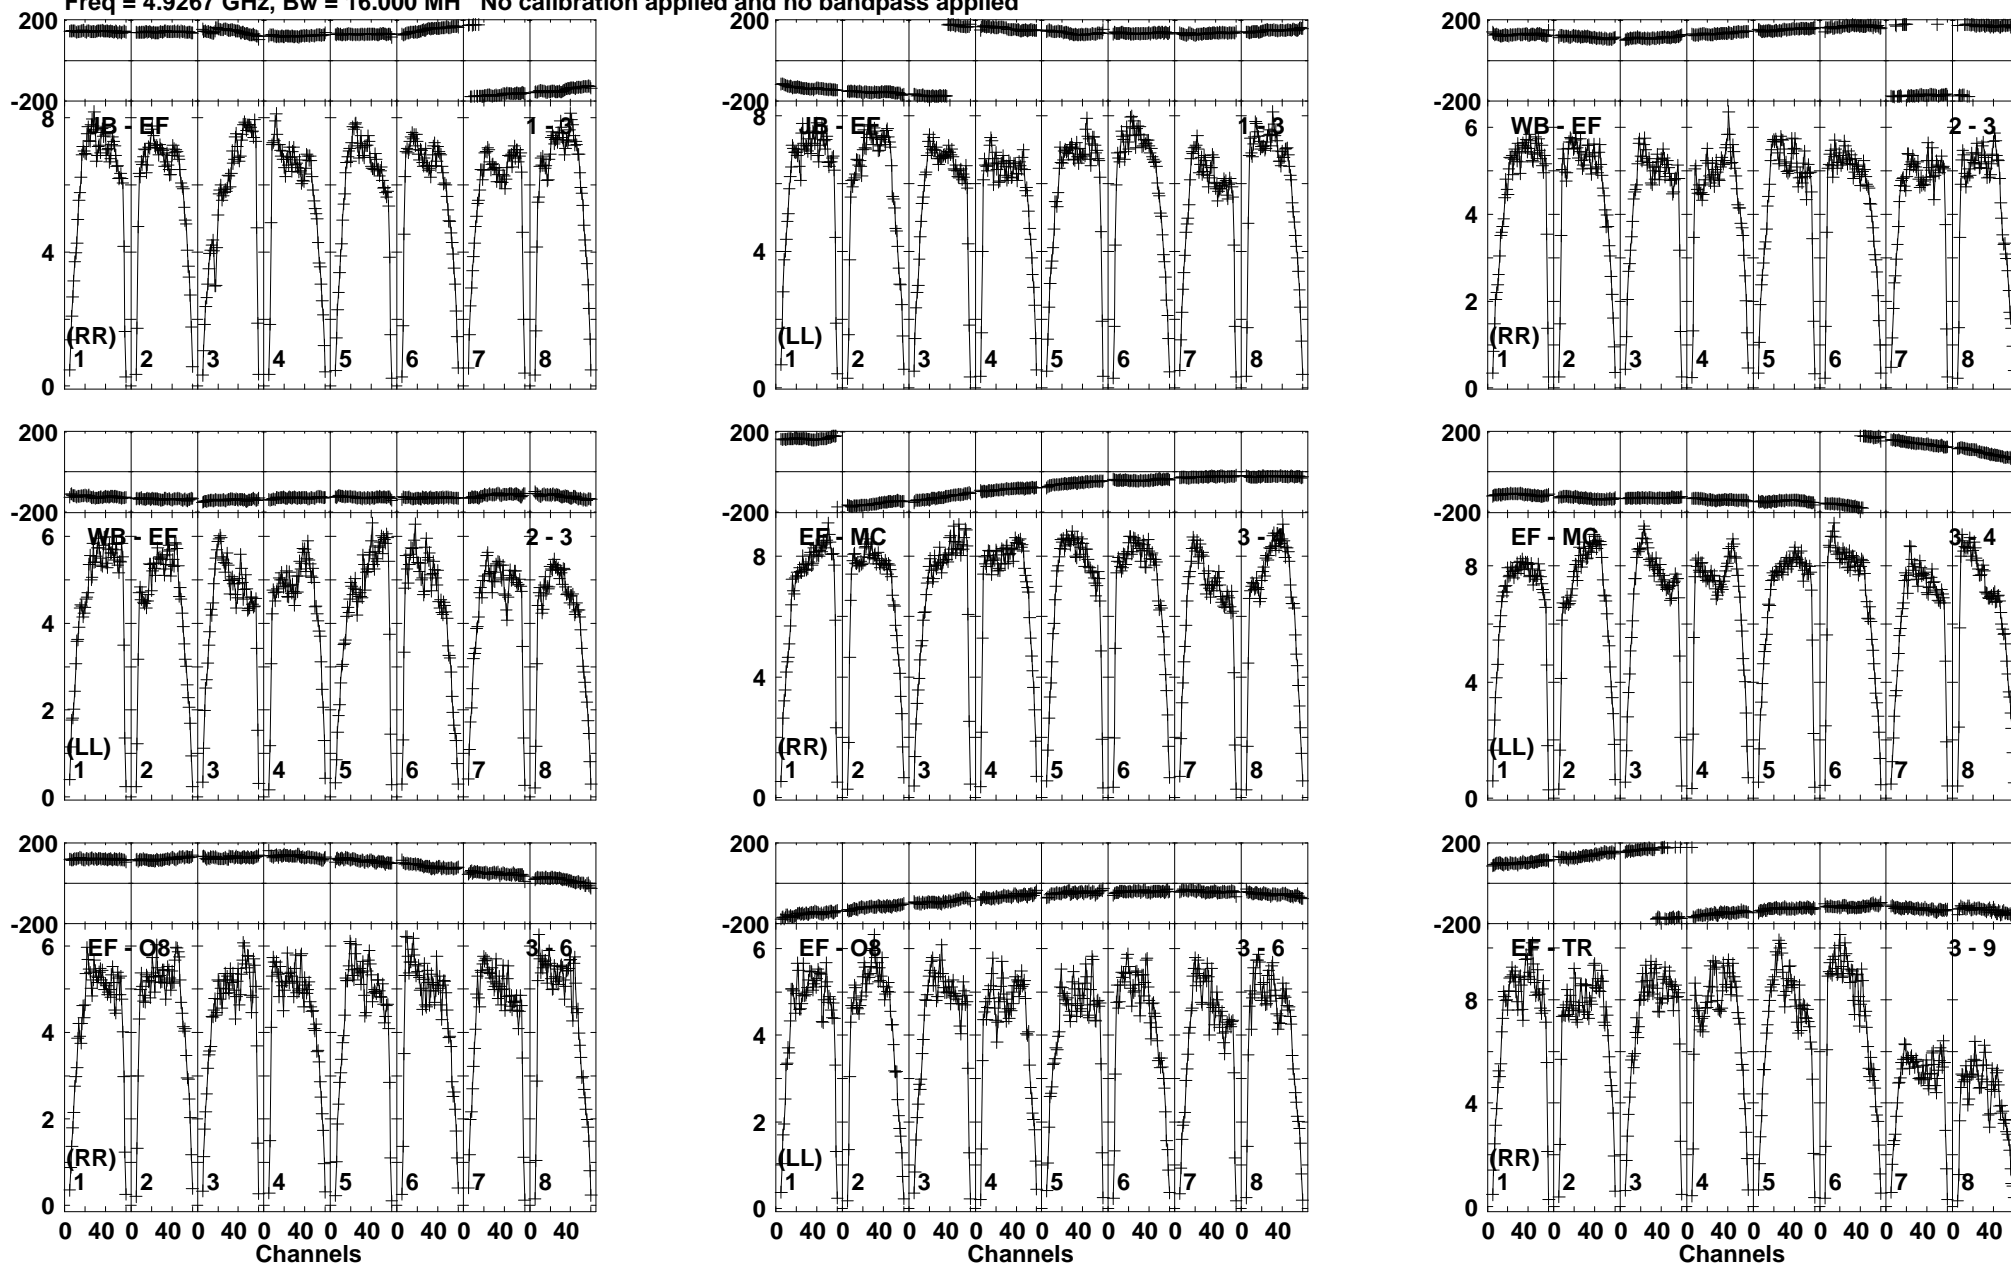 Freq = 4.9267 GHz, Bw = 16.000 MH No calibration applied and no bandpass applied
200 200 200
-200 -200 -200
8 JB - EF 1 - 3 8 JB - EF 1 - 3 6 WB - EF 2 - 3
4 4 4
2
(RR) (LL) (RR)
1 2 3 4 5 6 7 8 1 2 3 4 5 6 7 8 1 2 3 4 5 6 7 8
0 0 0
200 200 200
-200 -200 -200
6 WB - EF 2 - 3 8 EF - MC 3 - 4 8 EF - MC 3 - 4
4 4 4
2
(LL) (RR) (LL)
1 2 3 4 5 6 7 8 1 2 3 4 5 6 7 8 1 2 3 4 5 6 7 8
0 0 0
200 200 200
-200 -200 -200
6 EF - O8 3 - 6 6 EF - O8 3 - 6 8 EF - TR 3 - 9
4 4 4
2 2
(RR) (LL) (RR)
1 2 3 4 5 6 7 8 1 2 3 4 5 6 7 8 1 2 3 4 5 6 7 8
0 0 0
0 40 0 40 0 40 0 40 0 40 0 40 0 40 0 40 0 40 0 40 0 40 0 40 0 40 0 40 0 40 0 40 0 40 0 40 0 40 0 40 0 40 0 40 0 40 0 40
Channels Channels Channels